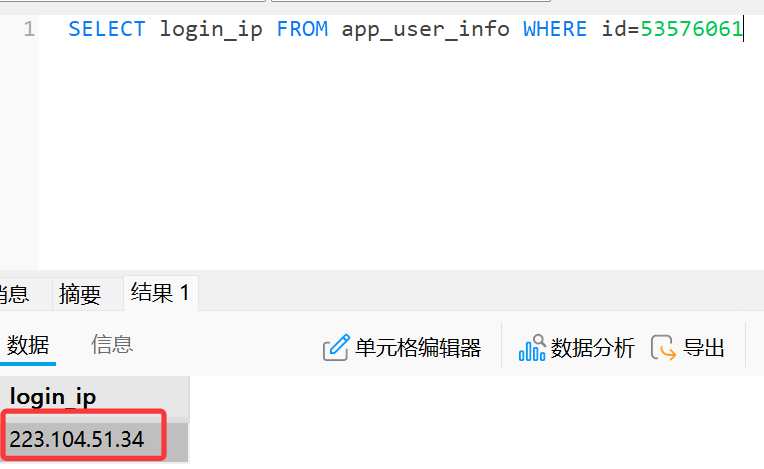 1 SELECT login_ip FROM app_user_info WHERE id=53576061
消息 摘要 结果 1
数据 信息 单元格编辑器 数据分析 导出
login_ip
223.104.51.34